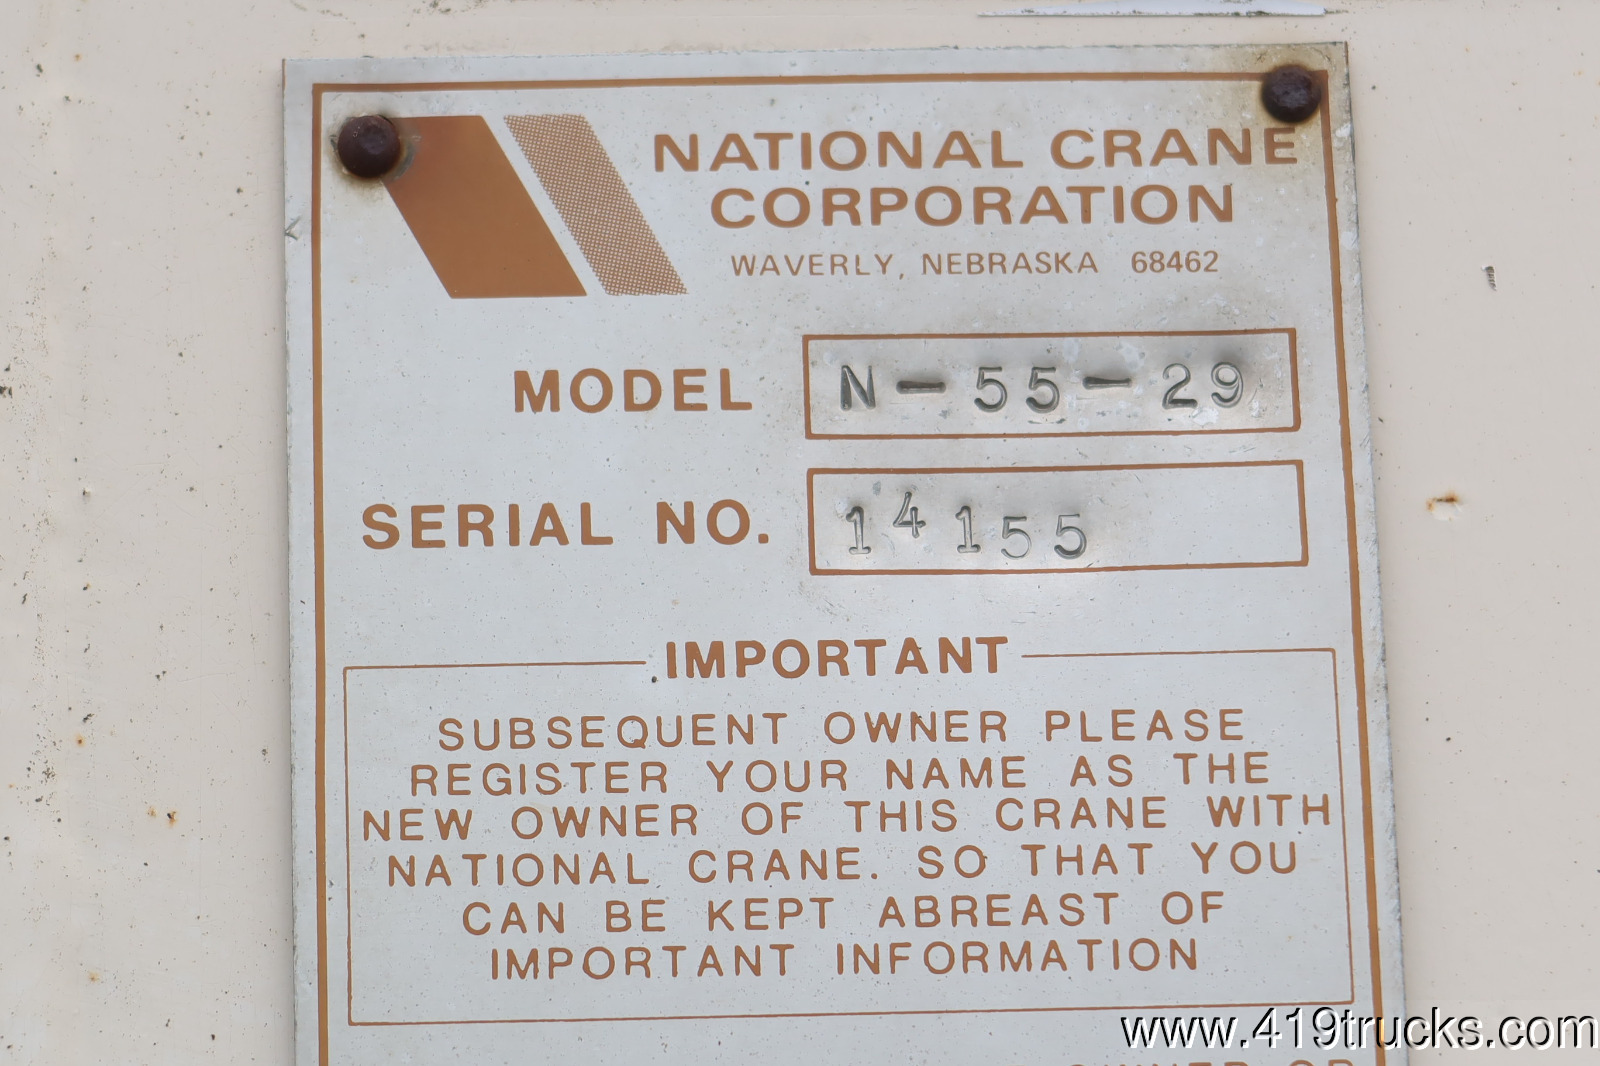 NATIONAL CRANE
CORPORATION
WAVERLY, NEBRASKA 68462
MODEL N-55-29
SERIAL NO. 14155
IMPORTANT
SUBSEQUENT OWNER PLEASE
REGISTER YOUR NAME AS THE
NEW OWNER OF THIS CRANE WITH
NATIONAL CRANE. SO THAT YOU
CAN BE KEPT ABREAST OF
IMPORTANT INFORMATION
www.419trucks.com